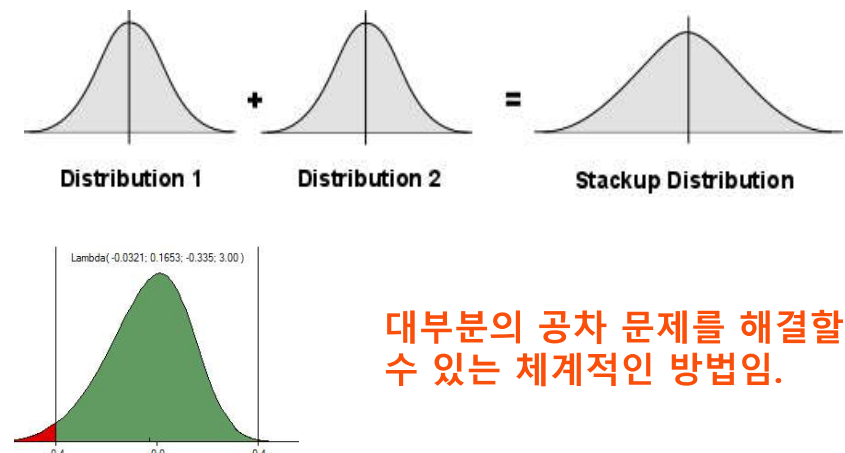 +
=
Distribution 1
Distribution 2
Stackup Distribution
Lambda( -0.0321; 0.1653; -0.335; 3.00 )
대부분의 공차 문제를 해결할
수 있는 체계적인 방법임.